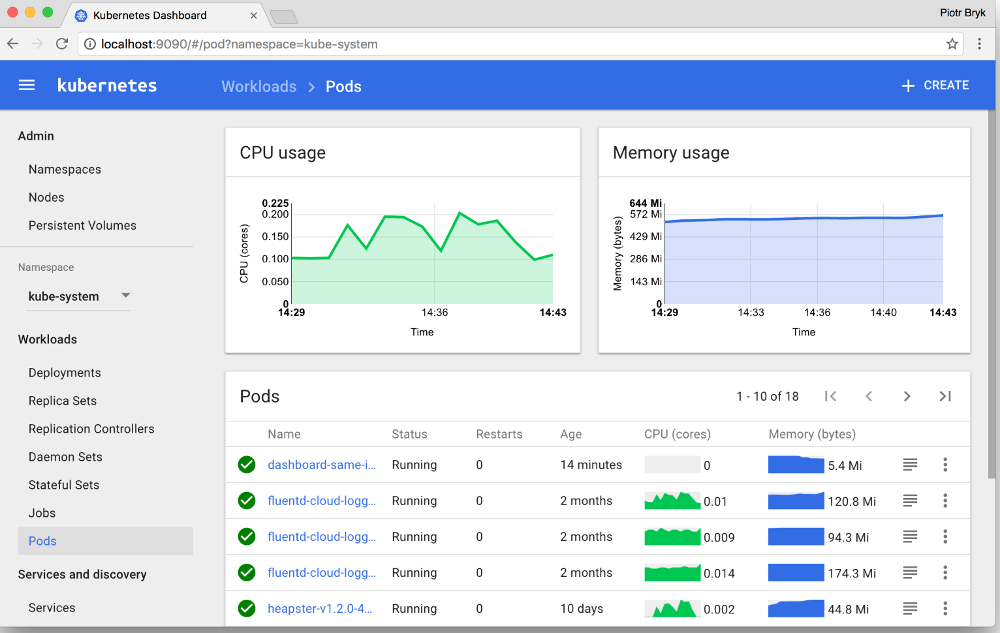 Kubernetes Dashboard
Piotr Bryk
localhost:9090/#/pod?namespace=kube-system
kubernetes
Workloads > Pods
+ CREATE
Admin
Namespaces
Nodes
Persistent Volumes
Namespace
kube-system
Workloads
Deployments
Replica Sets
Replication Controllers
Daemon Sets
Stateful Sets
Jobs
Pods
Services and discovery
Services
CPU usage
CPU (cores)
0.225
0.200
0.150
0.100
0.050
0
14:29 14:36 14:43
Time
Memory usage
Memory (bytes)
644 Mi
572 Mi
429 Mi
286 Mi
143 Mi
0
14:29 14:33 14:36 14:40 14:43
Time
Pods
1 - 10 of 18
Name Status Restarts Age CPU (cores) Memory (bytes)
dashboard-same-i... Running 0 14 minutes 0 5.4 Mi
fluentd-cloud-logg... Running 0 2 months 0.01 120.8 Mi
fluentd-cloud-logg... Running 0 2 months 0.009 94.3 Mi
fluentd-cloud-logg... Running 0 2 months 0.014 174.3 Mi
heapster-v1.2.0-4... Running 0 10 days 0.002 44.8 Mi